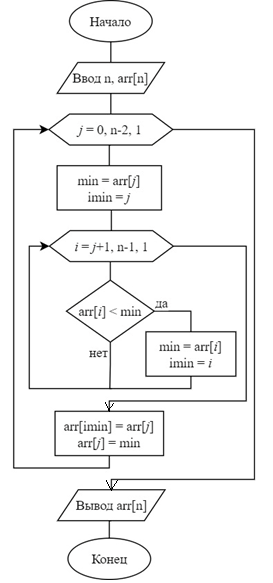 Начало
Ввод n, arr[n]
j = 0, n-2, 1
min = arr[j]
imin = j
i = j+1, n-1, 1
arr[i] < min
да
нет
min = arr[i]
imin = i
arr[imin] = arr[j]
arr[j] = min
Вывод arr[n]
Конец